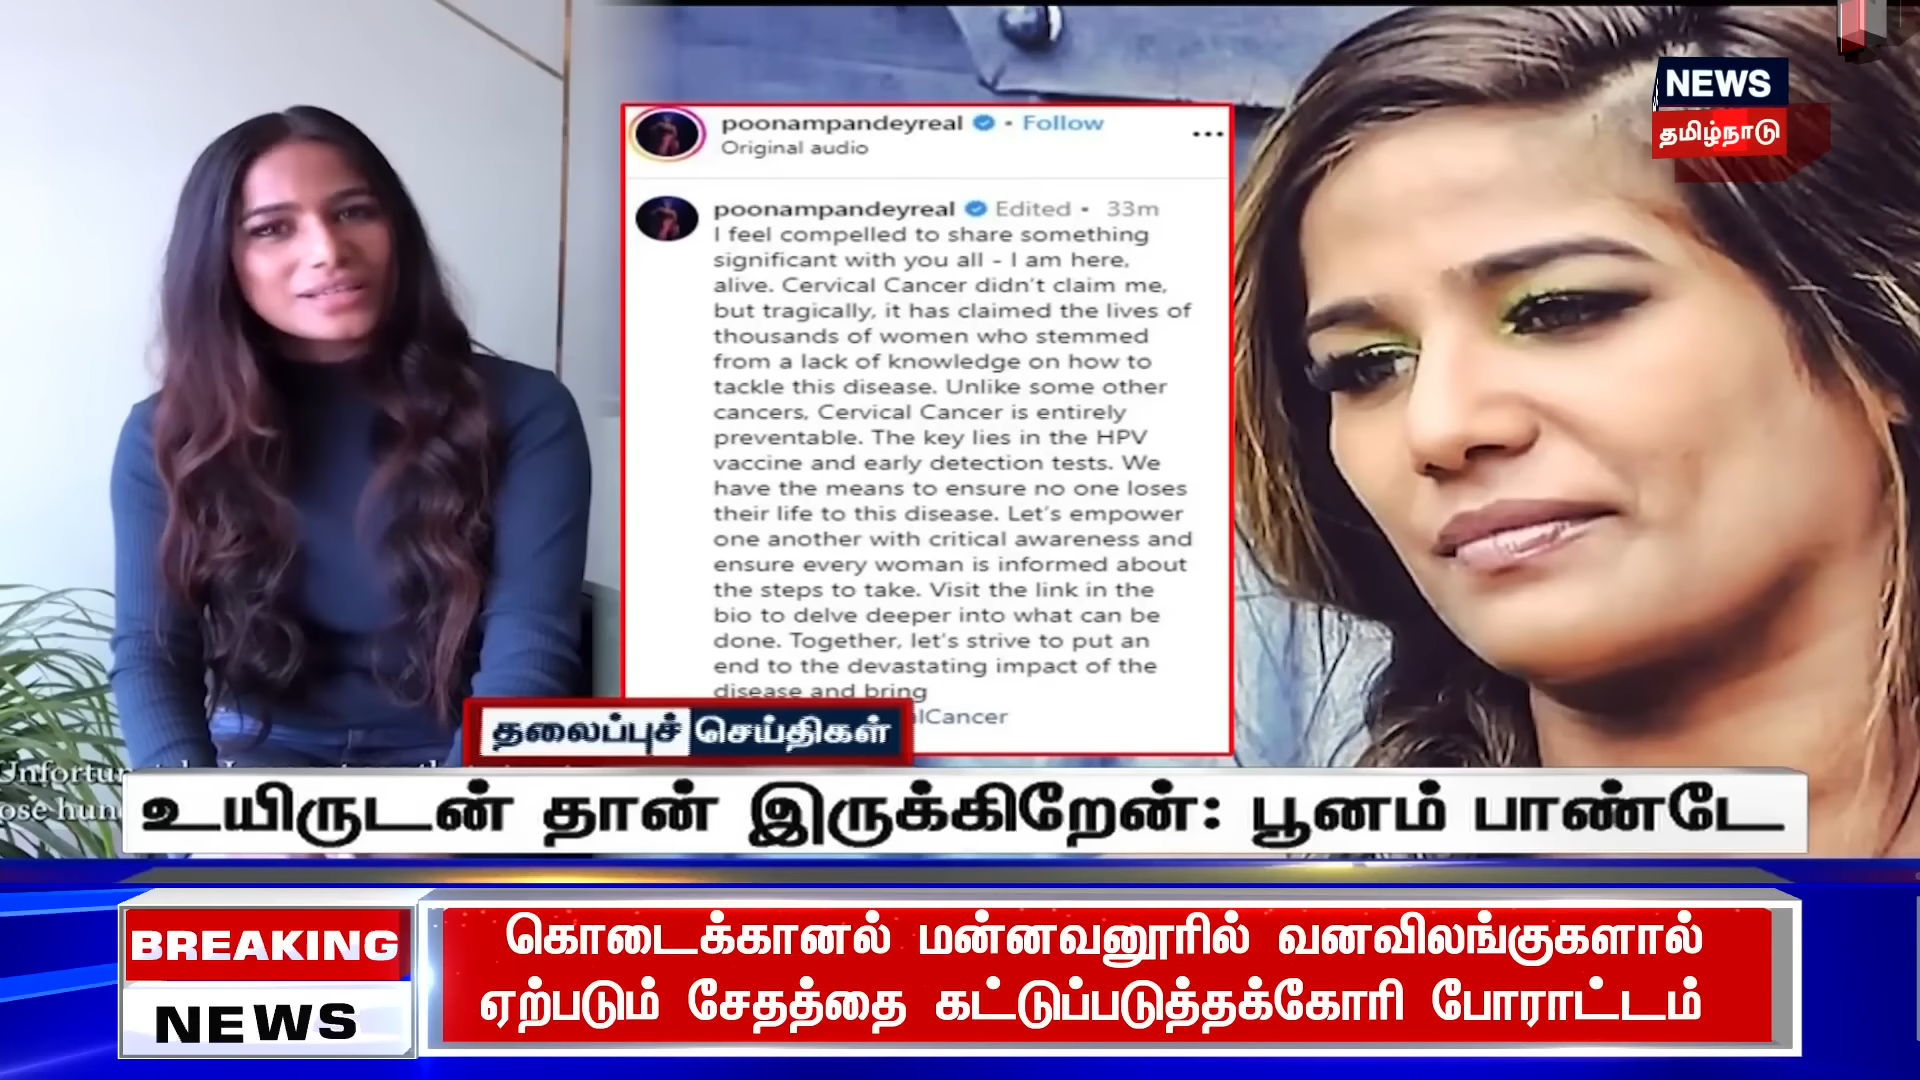 NEWS
தமிழ்நாடு
poonampandeyreal • Follow
Original audio
poonampandeyreal Edited • 33m
I feel compelled to share something
significant with you all - I am here,
alive. Cervical Cancer didn't claim me,
but tragically, it has claimed the lives of
thousands of women who stemmed
from a lack of knowledge on how to
tackle this disease. Unlike some other
cancers, Cervical Cancer is entirely
preventable. The key lies in the HPV
vaccine and early detection tests. We
have the means to ensure no one loses
their life to this disease. Let's empower
one another with critical awareness and
ensure every woman is informed about
the steps to take. Visit the link in the
bio to delve deeper into what can be
done. Together, let's strive to put an
end to the devastating impact of the
disease and bring
தலைப்புச் செய்திகள்
உயிருடன் தான் இருக்கிறேன்: பூனம் பாண்டே
BREAKING
NEWS
கொடைக்கானல் மன்னவனூரில் வனவிலங்குகளால்
ஏற்படும் சேதத்தை கட்டுப்படுத்தக்கோரி போராட்டம்